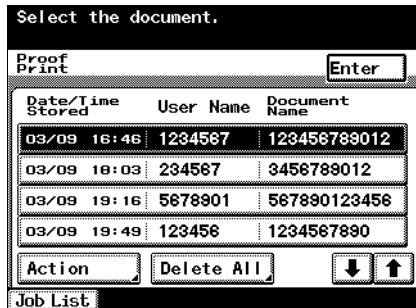 Select the document.
Proof
Print
Enter
Date/Time
Stored
User Name
Document
Name
03/09 16:46 1234567 123456789012
03/09 18:03 234567 3456789012
03/09 19:16 5678901 567890123456
03/09 19:49 123456 1234567890
Action
Delete All
Job List